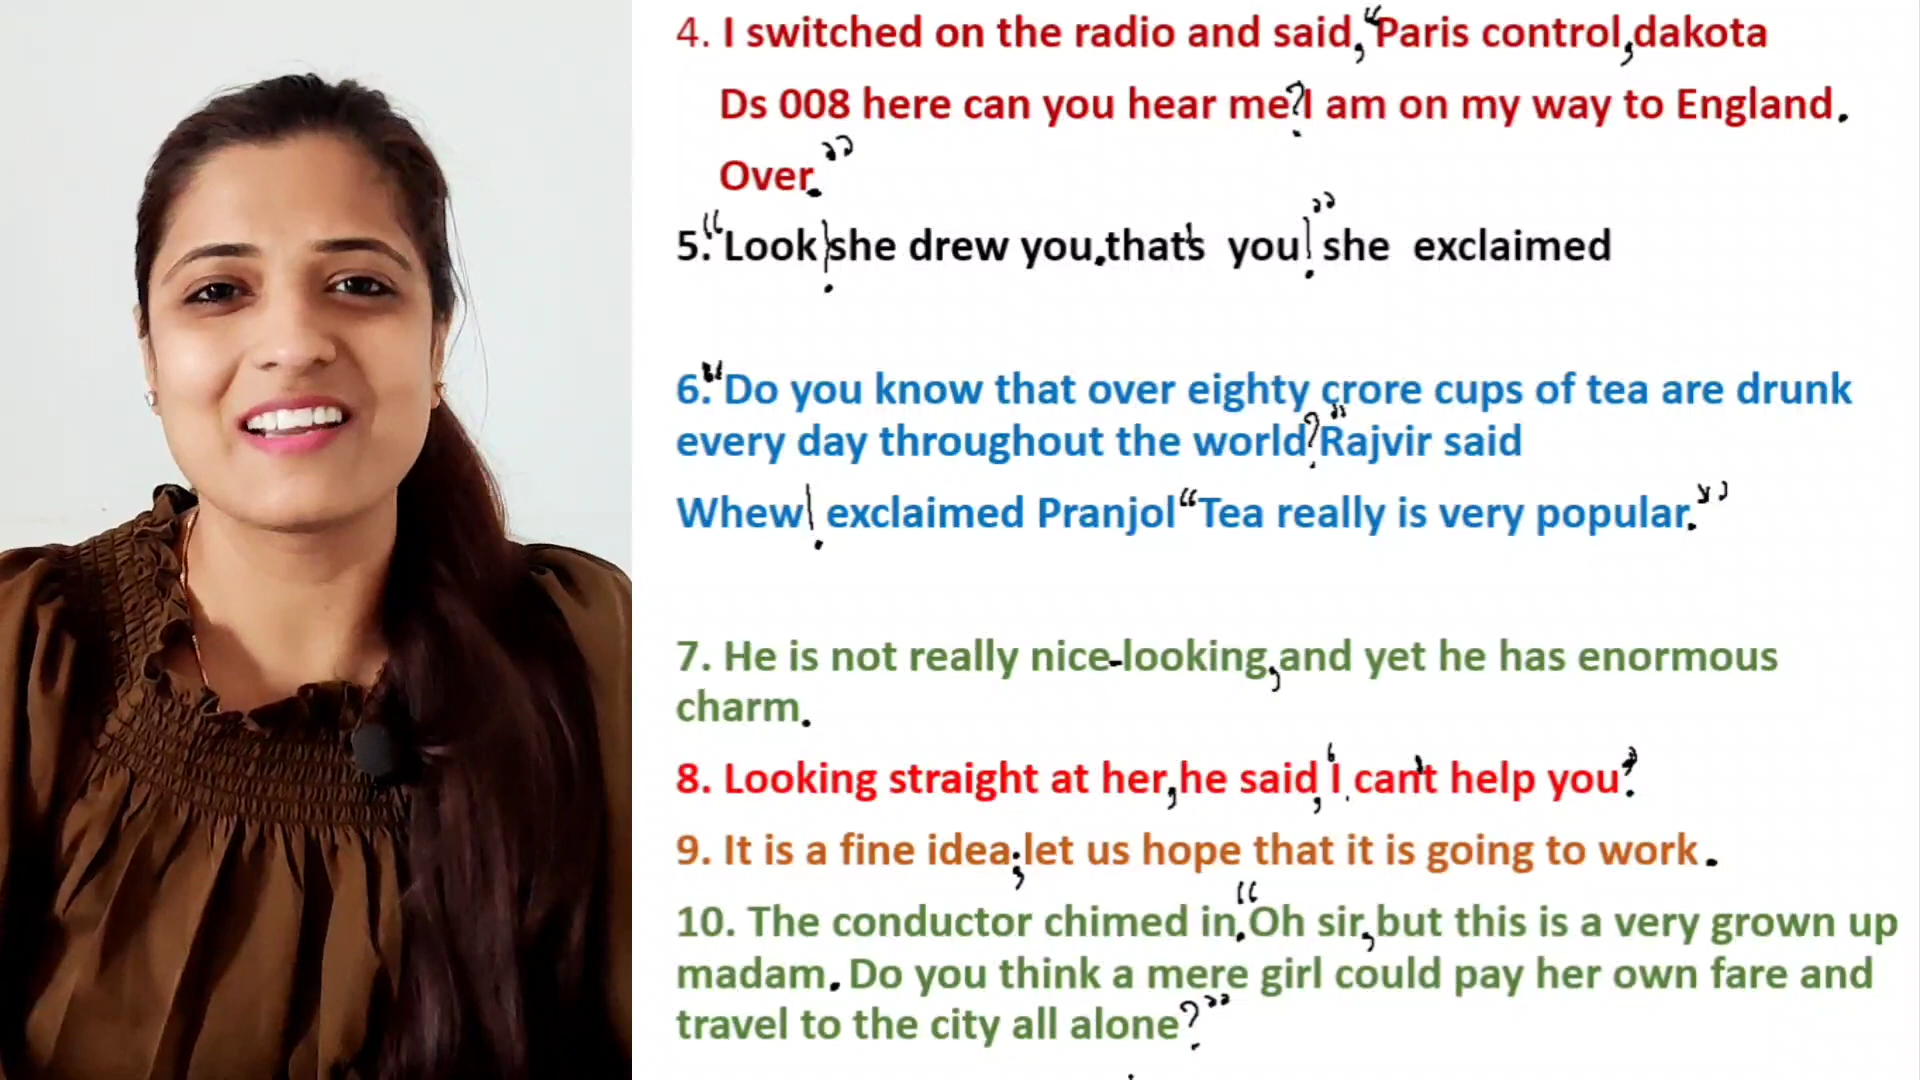 4. I switched on the radio and said,“Paris control,dakota
Ds 008 here can you hear me?I am on my way to England.
Over.”
5.“Look!she drew you,that's you!” she exclaimed
6.“Do you know that over eighty crore cups of tea are drunk
every day throughout the world?”Rajvir said
Whew! exclaimed Pranjol“Tea really is very popular.”
7. He is not really nice-looking,and yet he has enormous
charm.
8. Looking straight at her,he said,‘I can't help you.’
9. It is a fine idea;let us hope that it is going to work.
10. The conductor chimed in,“Oh sir,but this is a very grown up
madam. Do you think a mere girl could pay her own fare and
travel to the city all alone?”